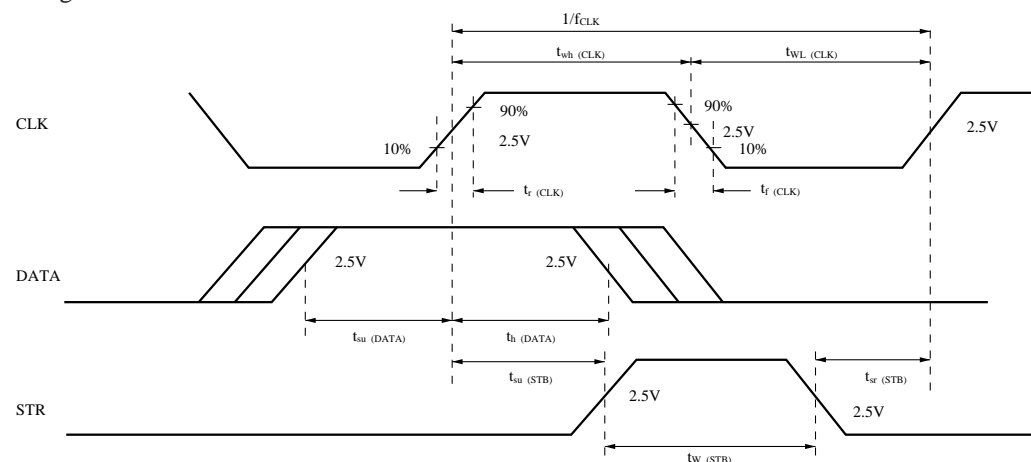 1/fCLK
twh (CLK)
tWL (CLK)
CLK
90%
90%
2.5V
2.5V
2.5V
10%
10%
tr (CLK)
tf (CLK)
DATA
2.5V
2.5V
tsu (DATA)
th (DATA)
tsu (STB)
tsr (STB)
STR
2.5V
2.5V
tW (STB)